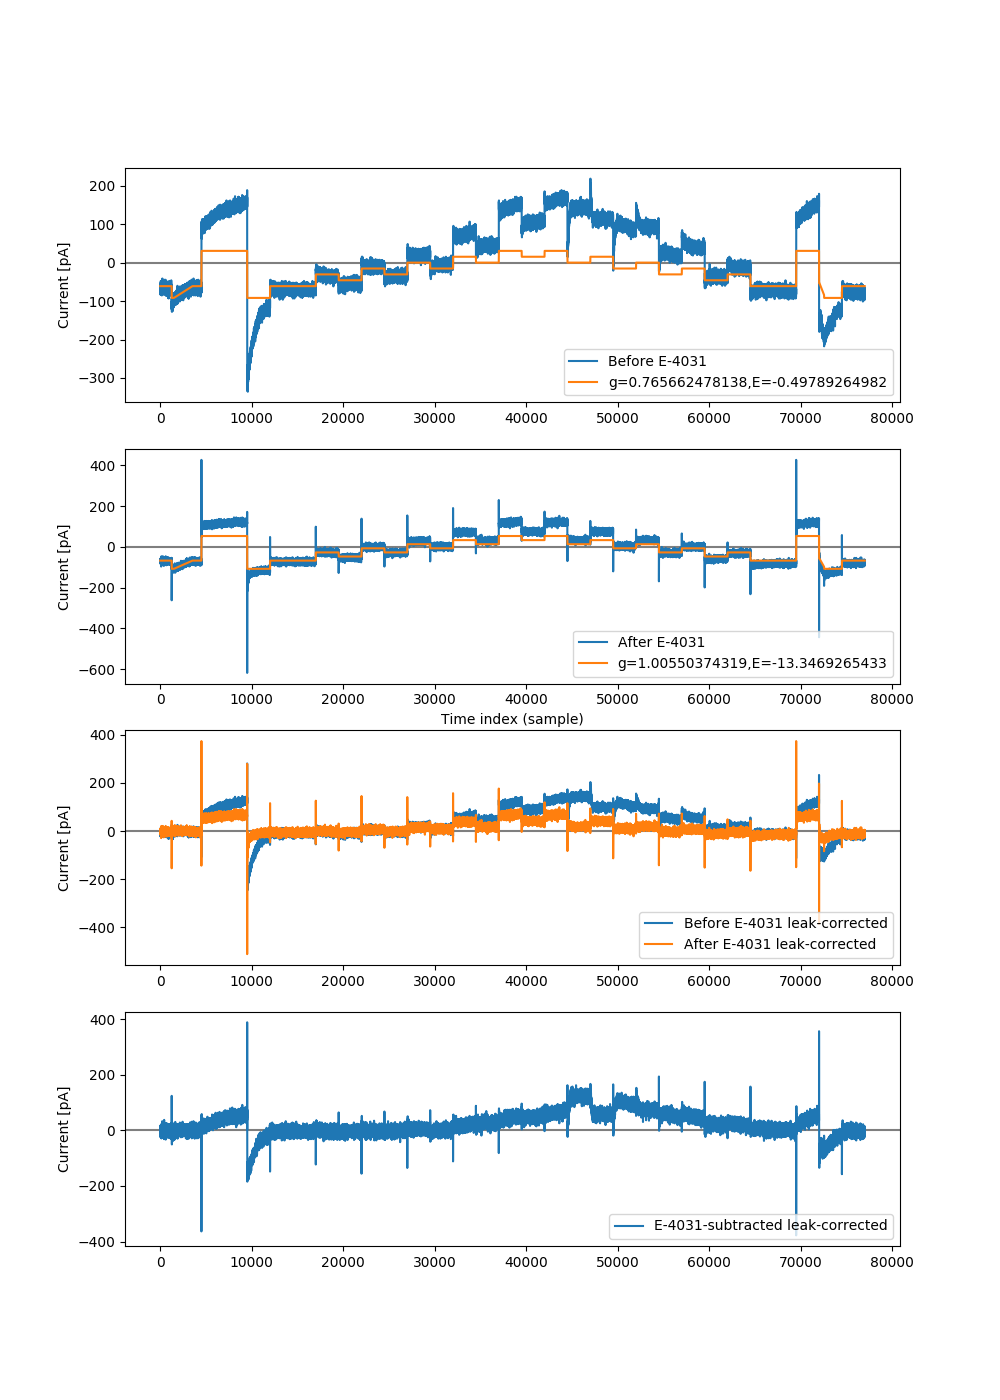 200
100
0
−100
−200
−300
Current [pA]
Before E-4031
g=0.765662478138,E=-0.49789264982
0 10000 20000 30000 40000 50000 60000 70000 80000
400
200
0
−200
−400
−600
Current [pA]
After E-4031
g=1.00550374319,E=-13.3469265433
0 10000 20000 30000 40000 50000 60000 70000 80000
Time index (sample)
400
200
0
−200
−400
Current [pA]
Before E-4031 leak-corrected
After E-4031 leak-corrected
0 10000 20000 30000 40000 50000 60000 70000 80000
400
200
0
−200
−400
Current [pA]
E-4031-subtracted leak-corrected
0 10000 20000 30000 40000 50000 60000 70000 80000